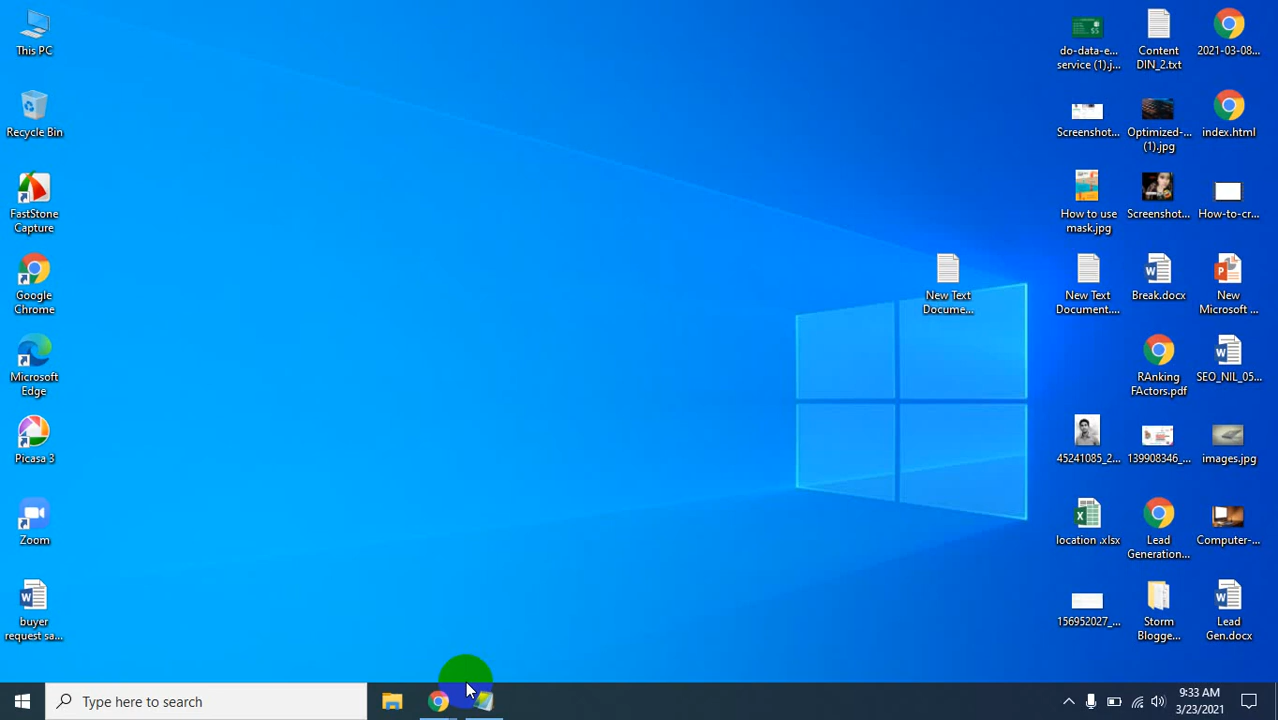 This PC
Recycle Bin
FastStone
Capture
Google
Chrome
Microsoft
Edge
Picasa 3
Zoom
buyer
request sa...
New Text
Docume...
do-data-e...
service (1).j...
Screenshot...
How to use
mask.jpg
New Text
Document....
45241085_2...
location .xlsx
156952027_...
Content
DIN_2.txt
Optimized-...
(1).jpg
Screenshot...
Break.docx
RAnking
FActors.pdf
139908346_...
Lead
Generation...
Storm
Blogge...
2021-03-08...
index.html
How-to-cr...
New
Microsoft ...
SEO_NIL_05...
images.jpg
Computer-...
Lead
Gen.docx
Type here to search
9:33 AM
3/23/2021